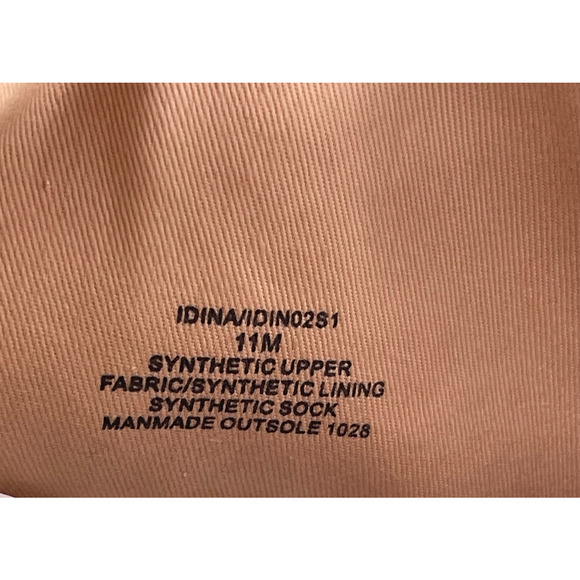 IDINA/IDIN02S1
11M
SYNTHETIC UPPER
FABRIC/SYNTHETIC LINING
SYNTHETIC SOCK
MANMADE OUTSOLE 1028